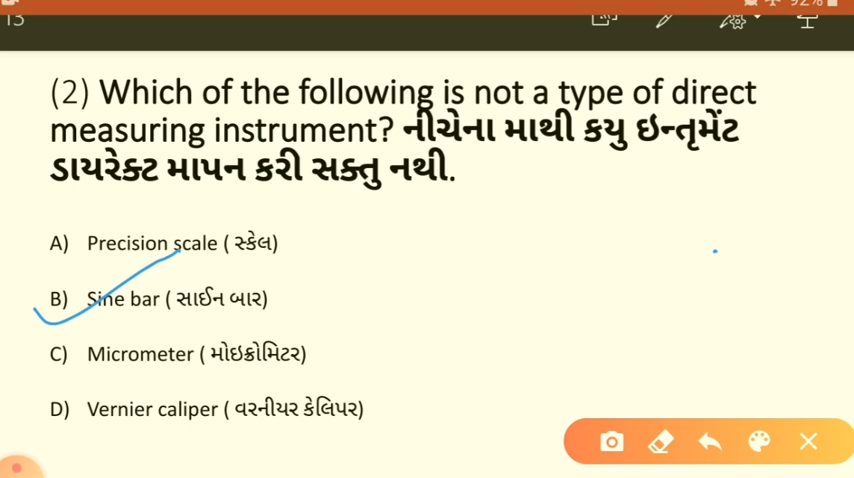 13
92%
(2) Which of the following is not a type of direct
measuring instrument? નીચેના માથી કયુ ઇન્તૃમેંટ
ડાયરેક્ટ માપન કરી સક્તુ નથી.
A) Precision scale ( સ્કેલ)
B) Sine bar ( સાઈન બાર)
C) Micrometer ( મોઇક્રોમિટર)
D) Vernier caliper ( વરનીયર કેલિપર)